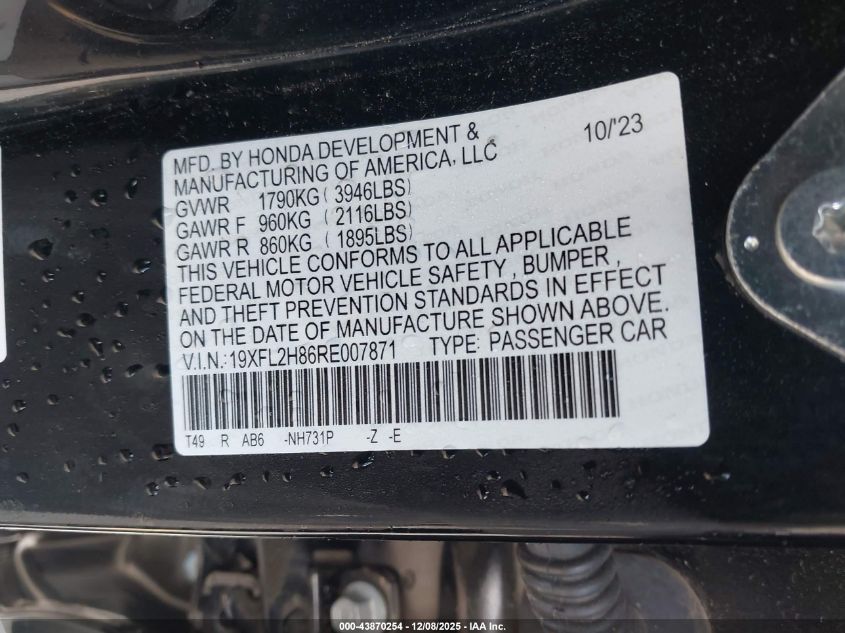 MFD. BY HONDA DEVELOPMENT & 10/'23
MANUFACTURING OF AMERICA, LLC
GVWR 1790KG ( 3946LBS)
GAWR F 960KG ( 2116LBS)
GAWR R 860KG ( 1895LBS)
THIS VEHICLE CONFORMS TO ALL APPLICABLE
FEDERAL MOTOR VEHICLE SAFETY , BUMPER ,
AND THEFT PREVENTION STANDARDS IN EFFECT
ON THE DATE OF MANUFACTURE SHOWN ABOVE.
V.I.N.:19XFL2H86RE007871 TYPE: PASSENGER CAR
T49 R AB6 -NH731P -Z -E
000-43870254 - 12/08/2025 - IAA Inc.